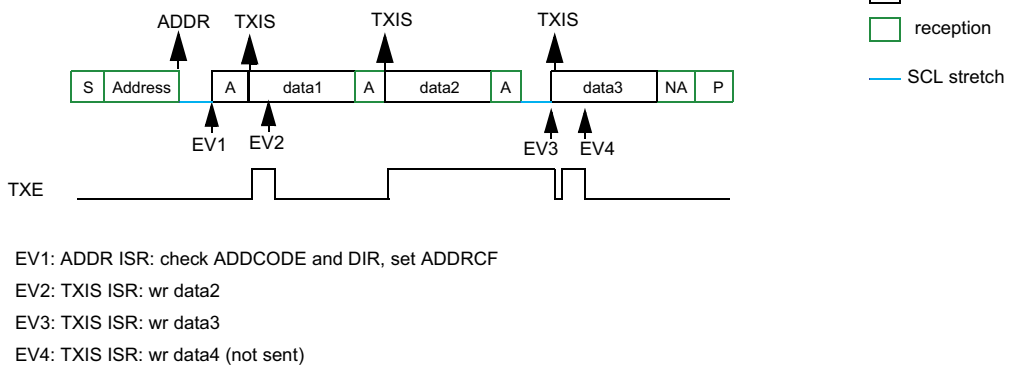 ADDR TXIS TXIS TXIS
reception
SCL stretch
S Address A data1 A data2 A data3 NA P
EV1 EV2 EV3 EV4
TXE
EV1: ADDR ISR: check ADDCODE and DIR, set ADDRCF
EV2: TXIS ISR: wr data2
EV3: TXIS ISR: wr data3
EV4: TXIS ISR: wr data4 (not sent)